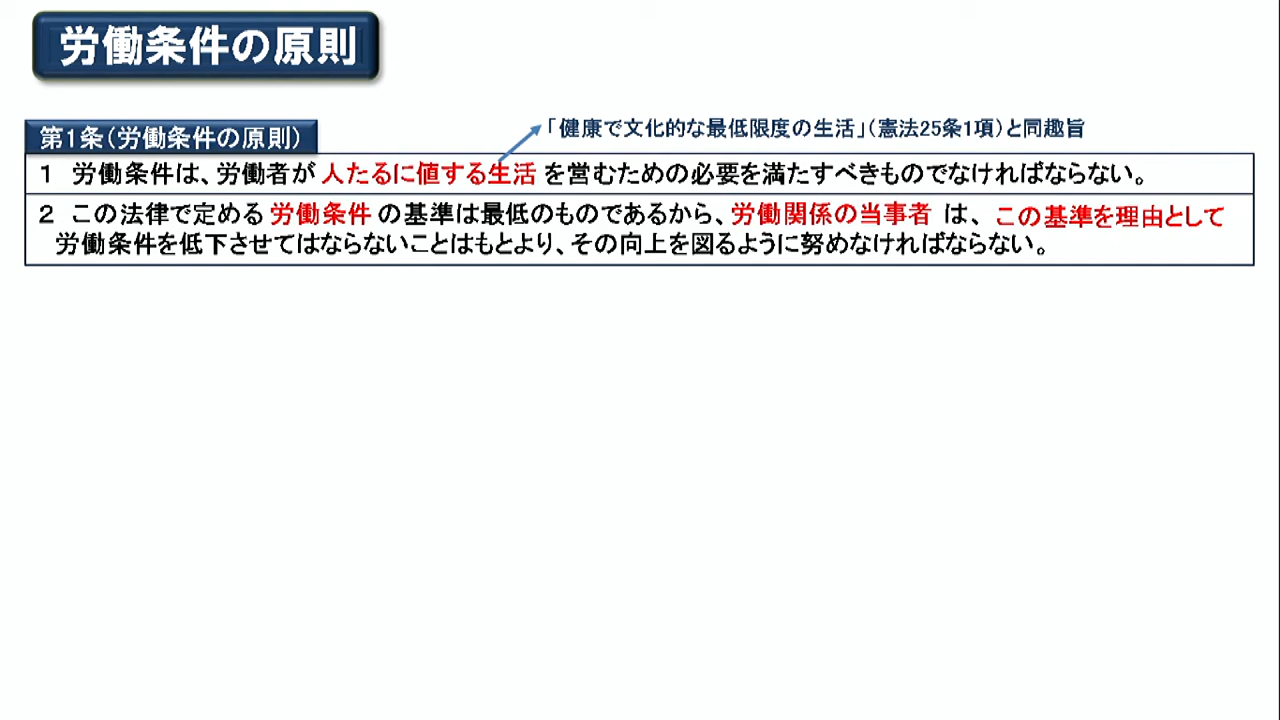 労働条件の原則
第1条(労働条件の原則)
「健康で文化的な最低限度の生活」(憲法25条1項)と同趣旨
1 労働条件は、労働者が人たるに値する生活を営むための必要を満たすべきものでなければならない。
2 この法律で定める労働条件の基準は最低のものであるから、労働関係の当事者は、この基準を理由として
労働条件を低下させてはならないことはもとより、その向上を図るように努めなければならない。